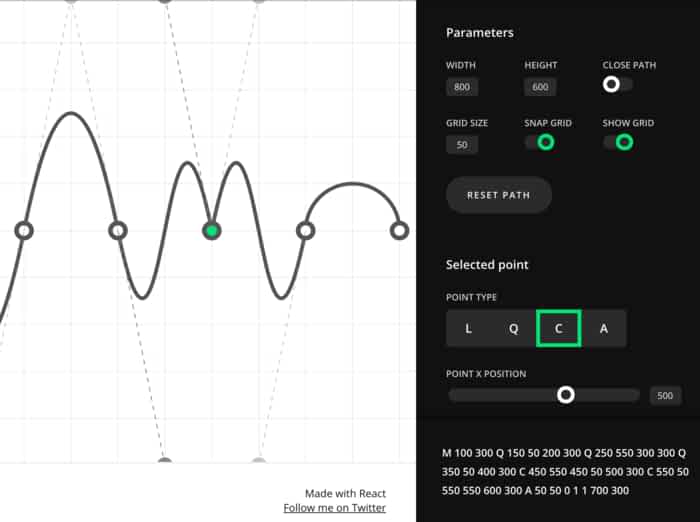 Parameters
WIDTH HEIGHT CLOSE PATH
800 600
GRID SIZE SNAP GRID SHOW GRID
50
RESET PATH
Selected point
POINT TYPE
L Q C A
POINT X POSITION
500
M 100 300 Q 150 50 200 300 Q 250 550 300 300 Q
350 50 400 300 C 450 550 450 50 500 300 C 550 50
550 550 600 300 A 50 50 0 1 1 700 300
Made with React
Follow me on Twitter